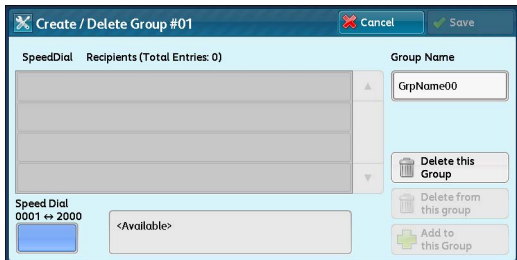 Create / Delete Group #01
Cancel
Save
SpeedDial Recipients (Total Entries: 0)
Group Name
GrpName00
Delete this
Group
Speed Dial
0001 ↔ 2000
<Available>
Delete from
this group
Add to
this Group